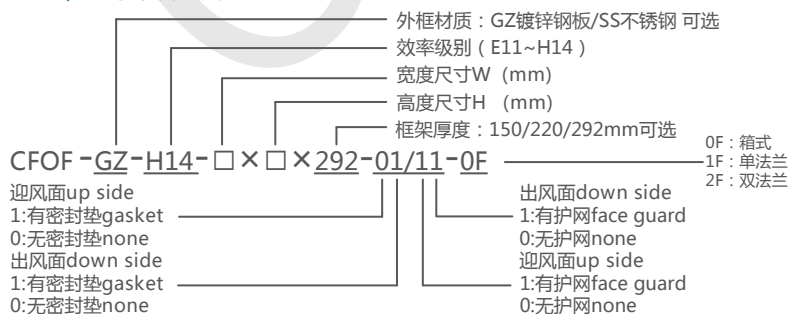 外框材质：GZ镀锌钢板/SS不锈钢 可选
效率级别（E11~H14）
宽度尺寸W (mm)
高度尺寸H (mm)
框架厚度：150/220/292mm可选
CFOF-GZ-H14-□×□×292-01/11-0F
0F：箱式
1F：单法兰
2F：双法兰
迎风面up side
1:有密封垫gasket
0:无密封垫none
出风面down side
1:有密封垫gasket
0:无密封垫none
出风面down side
1:有护网face guard
0:无护网none
迎风面up side
1:有护网face guard
0:无护网none